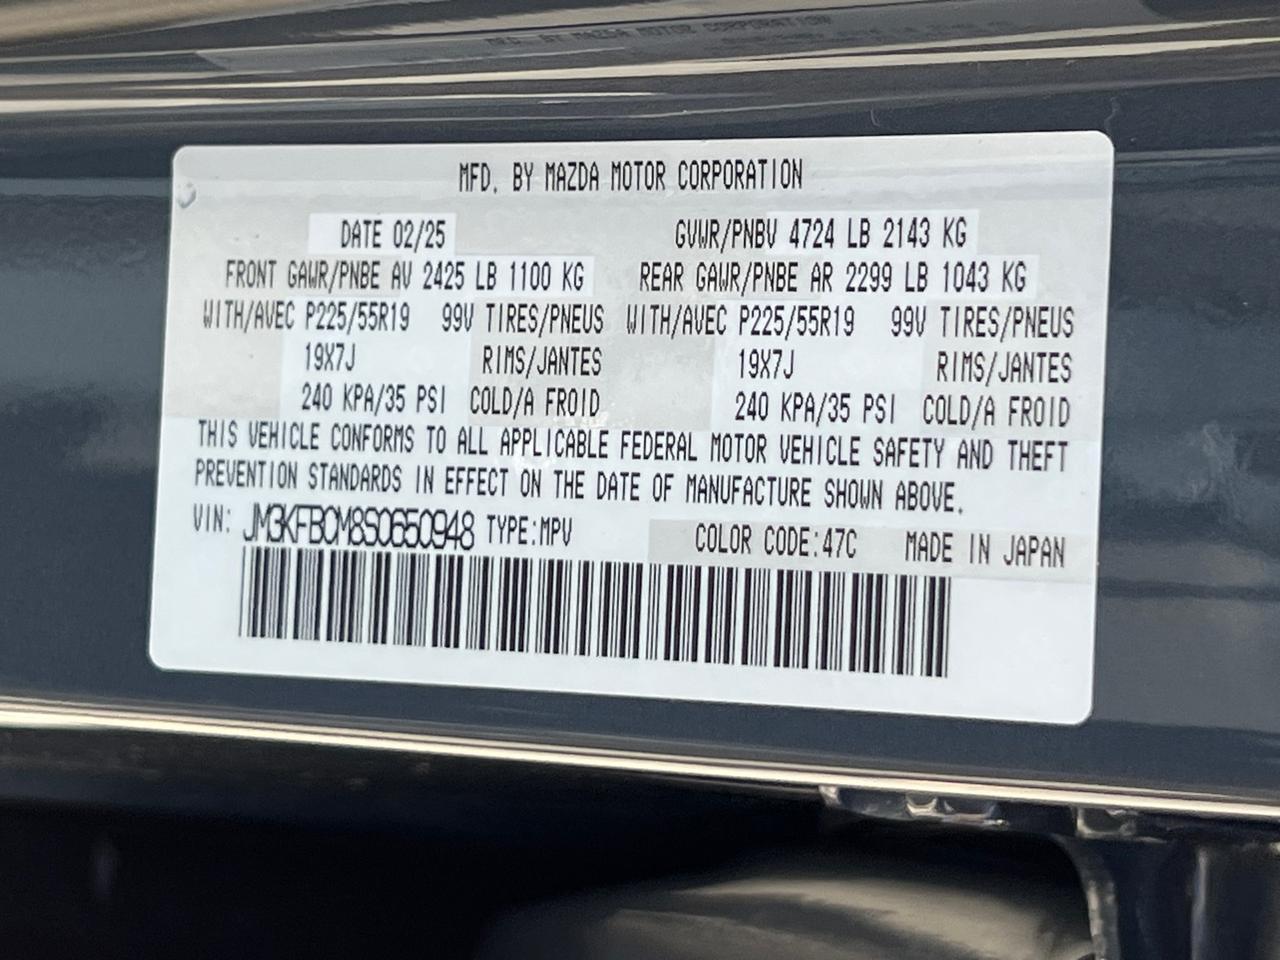 MFD. BY MAZDA MOTOR CORPORATION
DATE 02/25 GVWR/PNBV 4724 LB 2143 KG
FRONT GAWR/PNBE AV 2425 LB 1100 KG REAR GAWR/PNBE AR 2299 LB 1043 KG
WITH/AVEC P225/55R19 99V TIRES/PNEUS WITH/AVEC P225/55R19 99V TIRES/PNEUS
19X7J RIMS/JANTES 19X7J RIMS/JANTES
240 KPA/35 PSI COLD/A FROID 240 KPA/35 PSI COLD/A FROID
THIS VEHICLE CONFORMS TO ALL APPLICABLE FEDERAL MOTOR VEHICLE SAFETY AND THEFT
PREVENTION STANDARDS IN EFFECT ON THE DATE OF MANUFACTURE SHOWN ABOVE.
VIN: JM3KFBCM8S0650948 TYPE:MPV COLOR CODE:47C MADE IN JAPAN